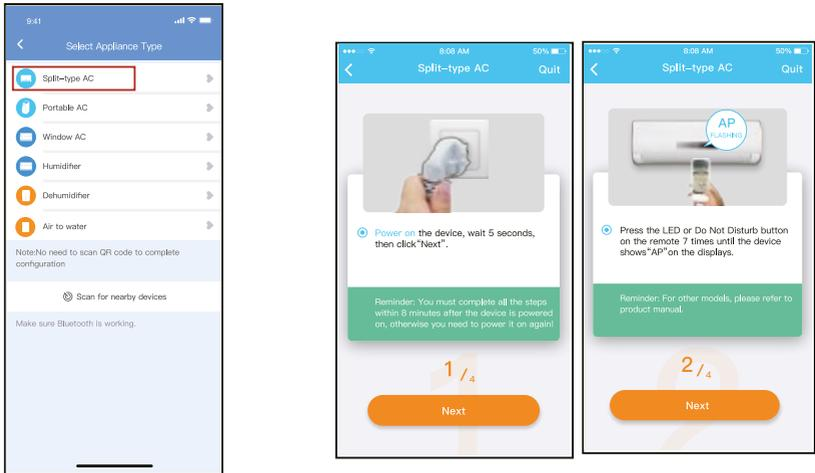 9:41
Select Appliance Type
Split-type AC
Portable AC
Window AC
Humidifier
Dehumidifier
Air to water
Note:No need to scan QR code to complete
configuration
Scan for nearby devices
Make sure Bluetooth is working.
8:08 AM
50%
Split-type AC
Quit
Power on the device, wait 5 seconds,
then click“Next”.
Reminder: You must complete all the steps
within 8 minutes after the device is powered
on, otherwise you need to power it on again!
1
1/4
Next
8:08 AM
50%
Split-type AC
Quit
AP
FLASHING
Press the LED or Do Not Disturb button
on the remote 7 times until the device
shows“AP”on the displays.
Reminder: For other models, please refer to
product manual.
2
2/4
Next